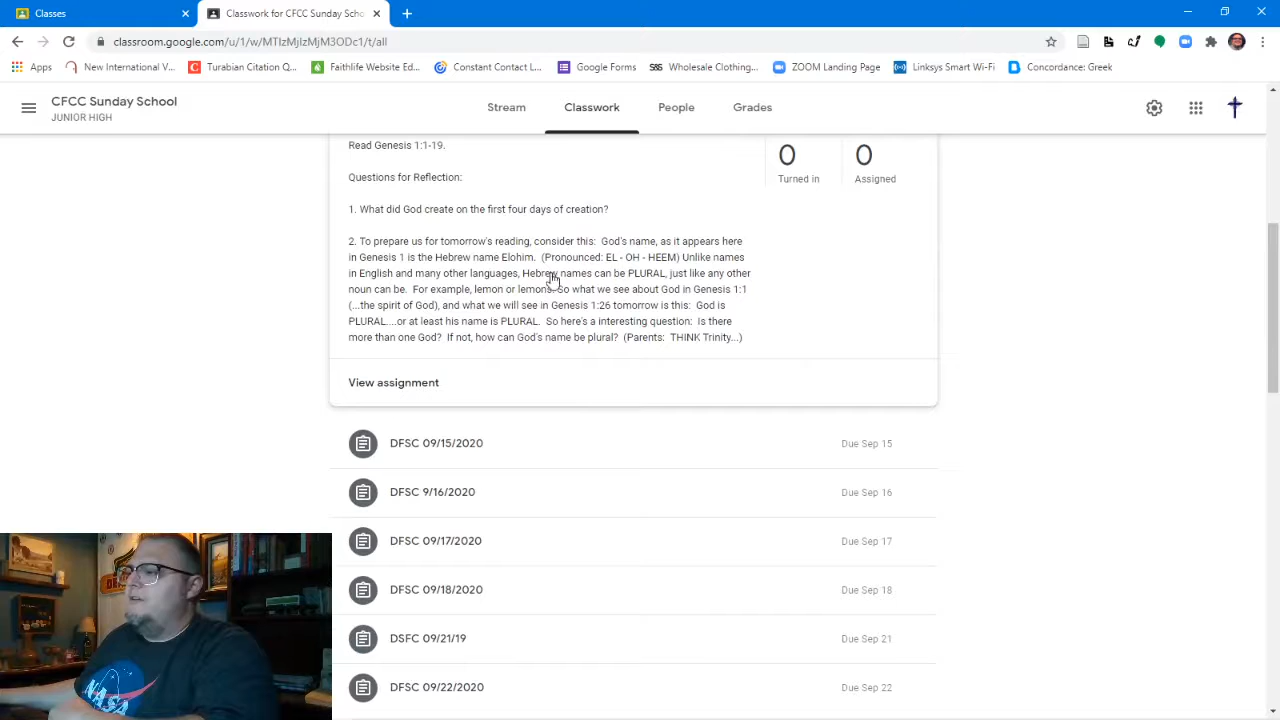 Classes
Classwork for CFCC Sunday Scho
classroom.google.com/u/1/w/MTIzMjIzMjM3ODc1/t/all
Apps
New International V...
Turabian Citation Q...
Faithlife Website Ed...
Constant Contact L...
Google Forms
S&S
Wholesale Clothing...
ZOOM Landing Page
Linksys Smart Wi-Fi
Concordance: Greek
CFCC Sunday School
JUNIOR HIGH
Stream
Classwork
People
Grades
Read Genesis 1:1-19.
0
0
Turned in
Assigned
Questions for Reflection:
1. What did God create on the first four days of creation?
2. To prepare us for tomorrow's reading, consider this: God's name, as it appears here
in Genesis 1 is the Hebrew name Elohim. (Pronounced: EL - OH - HEEM) Unlike names
in English and many other languages, Hebrew names can be PLURAL, just like any other
noun can be. For example, lemon or lemons. So what we see about God in Genesis 1:1
(...the spirit of God), and what we will see in Genesis 1:26 tomorrow is this: God is
PLURAL....or at least his name is PLURAL. So here's a interesting question: Is there
more than one God? If not, how can God's name be plural? (Parents: THINK Trinity...)
View assignment
DFSC 09/15/2020
Due Sep 15
DFSC 9/16/2020
Due Sep 16
DFSC 09/17/2020
Due Sep 17
DFSC 09/18/2020
Due Sep 18
DSFC 09/21/19
Due Sep 21
DFSC 09/22/2020
Due Sep 22